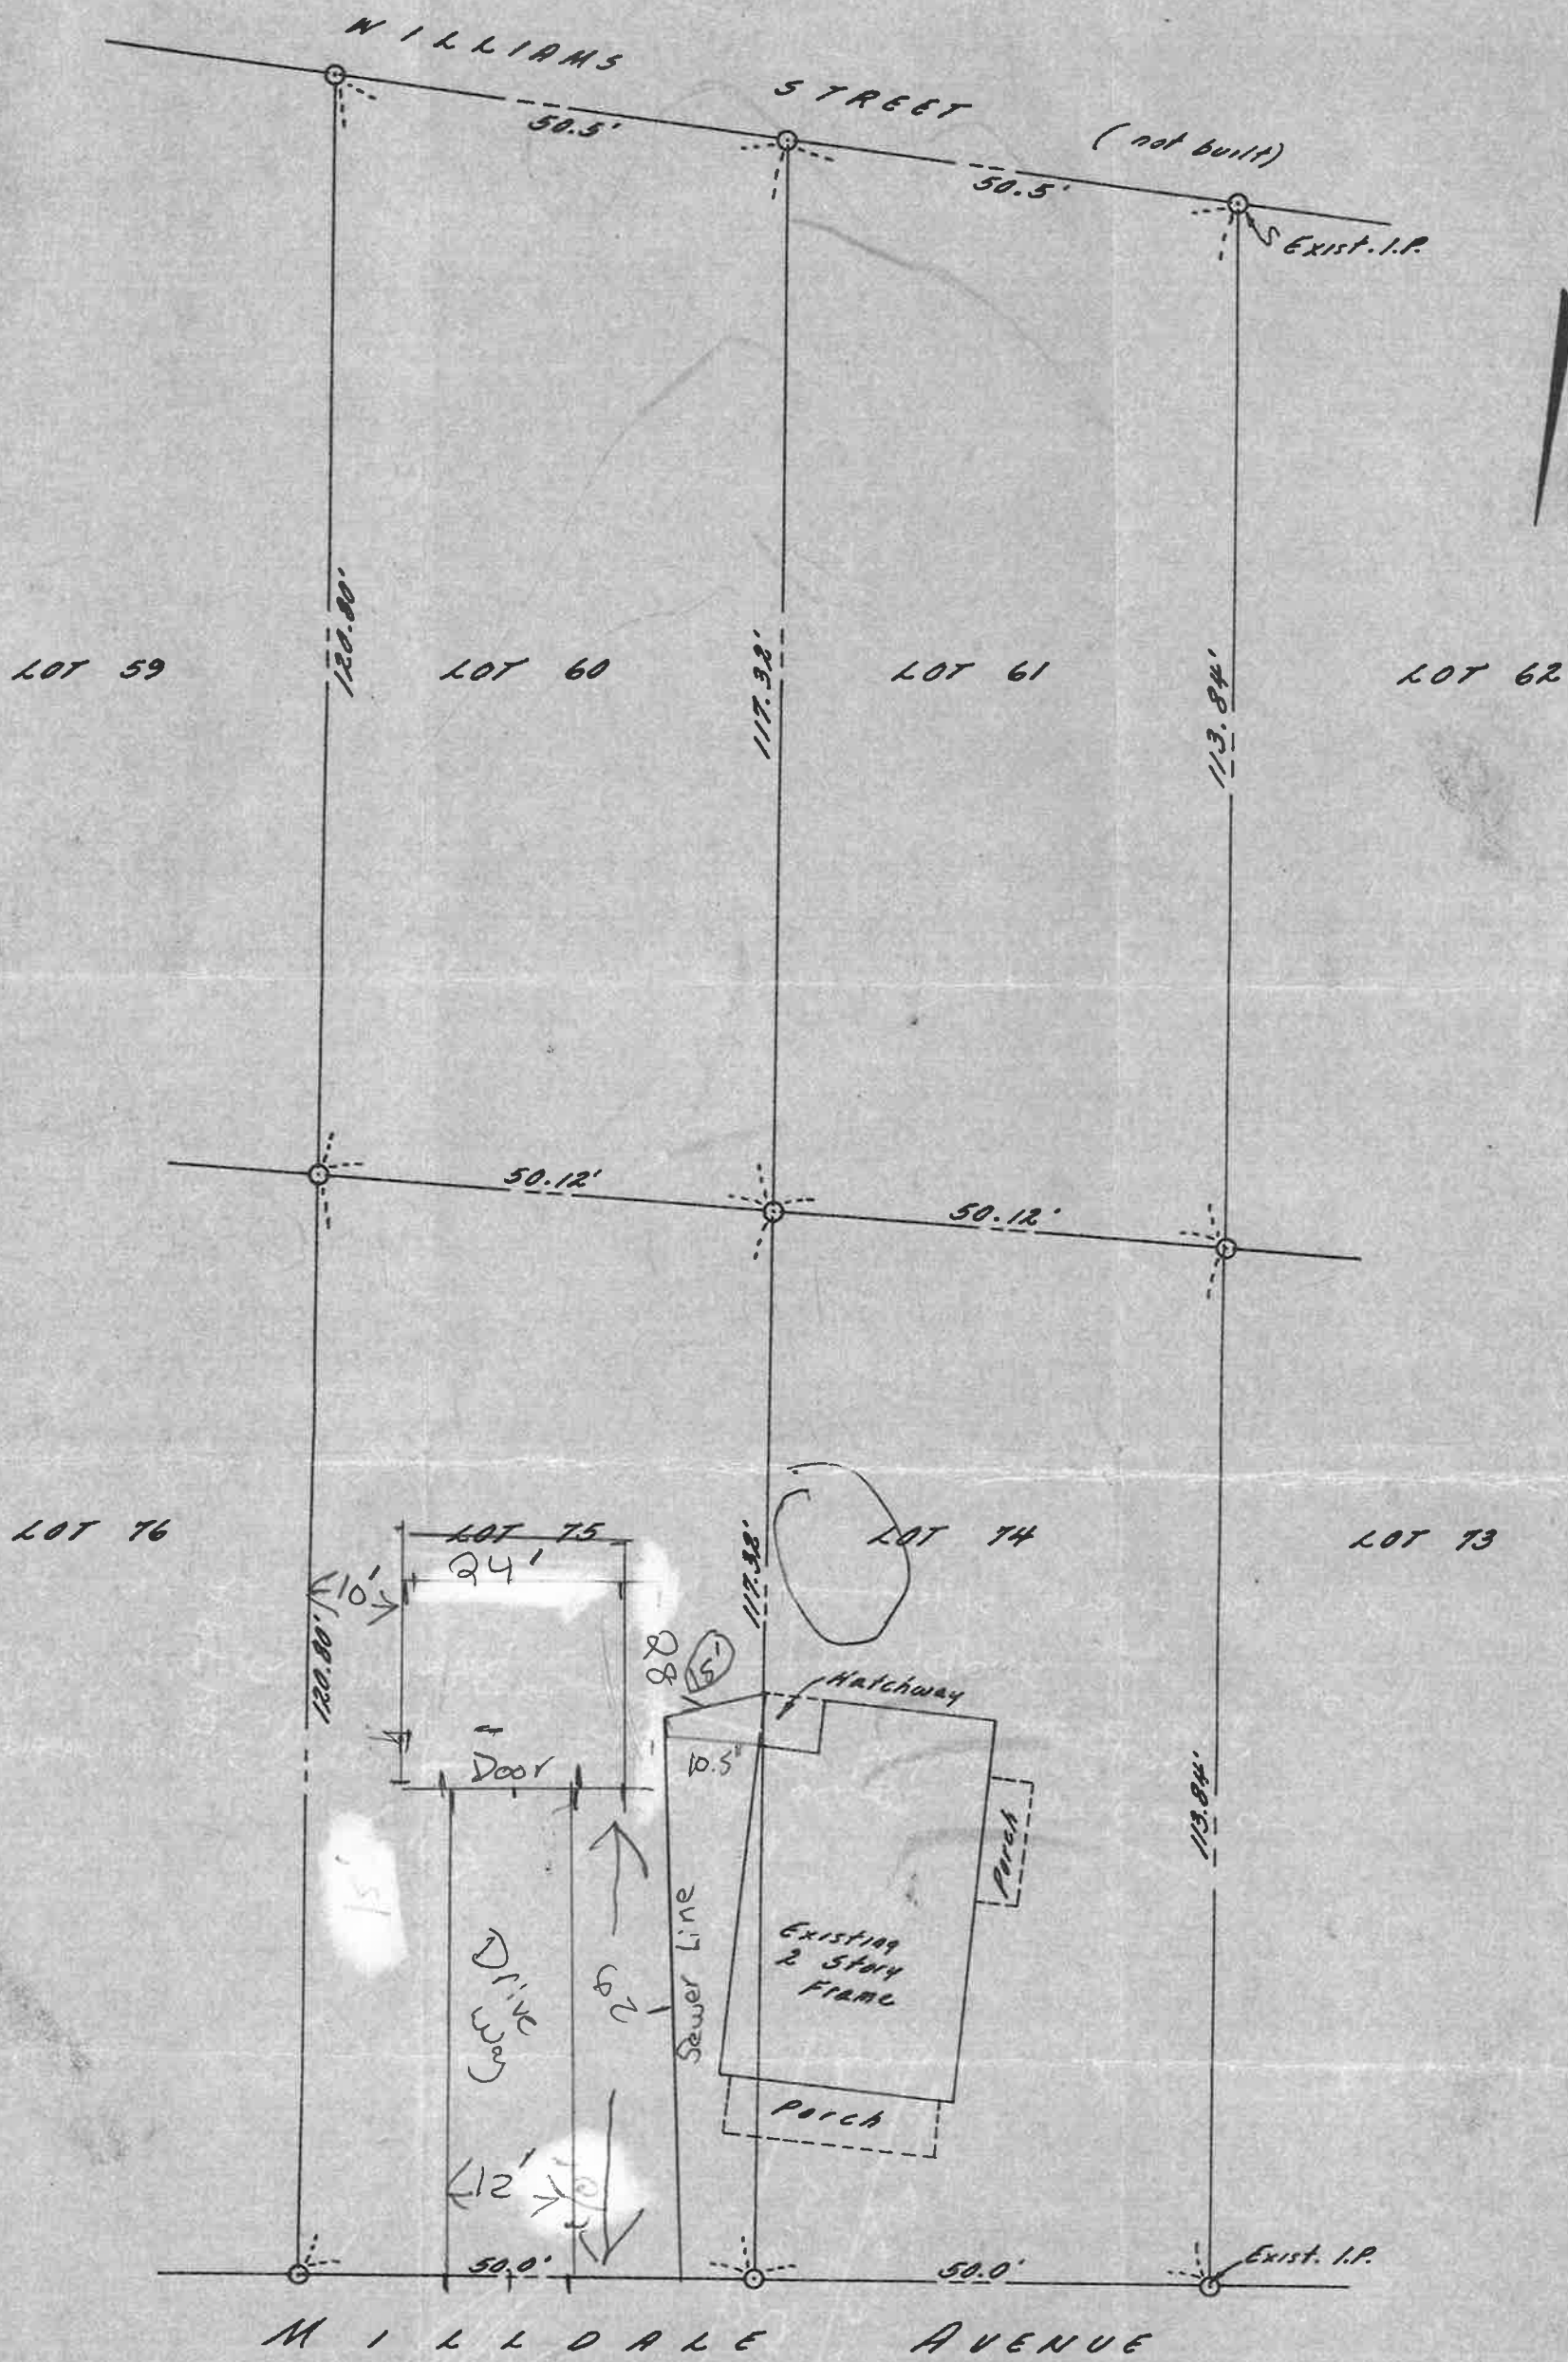 WILLIAMS STREET (not built)
50.5'
50.5'
Exist. I.P.
120.80'
117.32'
113.84'
LOT 59
LOT 60
LOT 61
LOT 62
50.12'
50.12'
LOT 76
LOT 75
LOT 74
LOT 73
24'
10'
120.80'
117.32'
113.84'
28
15'
Hatchway
10.5'
Door
Porch
15'
Drive
way
Sewer Line
Existing
2 Story
Frame
Porch
12'
50.0'
50.0'
Exist. I.P.
MILLDALE AVENUE